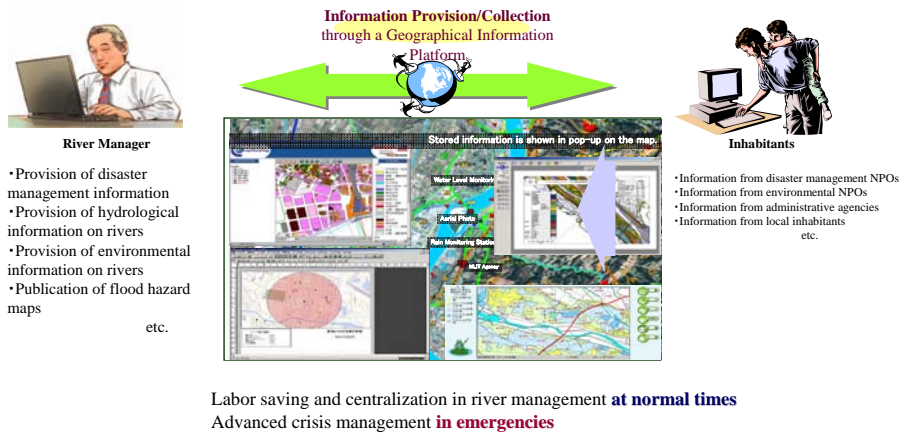 Information Provision/Collection
through a Geographical Information
Platform.
River Manager
・Provision of disaster
management information
・Provision of hydrological
information on rivers
・Provision of environmental
information on rivers
・Publication of flood hazard
maps
etc.
Stored information is shown in pop-up on the map.
Water Level Monitorin
Aerial Photo
Rain Monitoring Station
MLIT Agency
Inhabitants
・Information from disaster management NPOs
・Information from environmental NPOs
・Information from administrative agencies
・Information from local inhabitants
etc.
Labor saving and centralization in river management at normal times
Advanced crisis management in emergencies